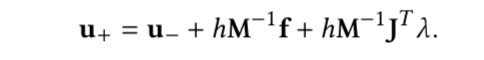 u₊ = u₋ + hM⁻¹f + hM⁻¹Jᵀλ.